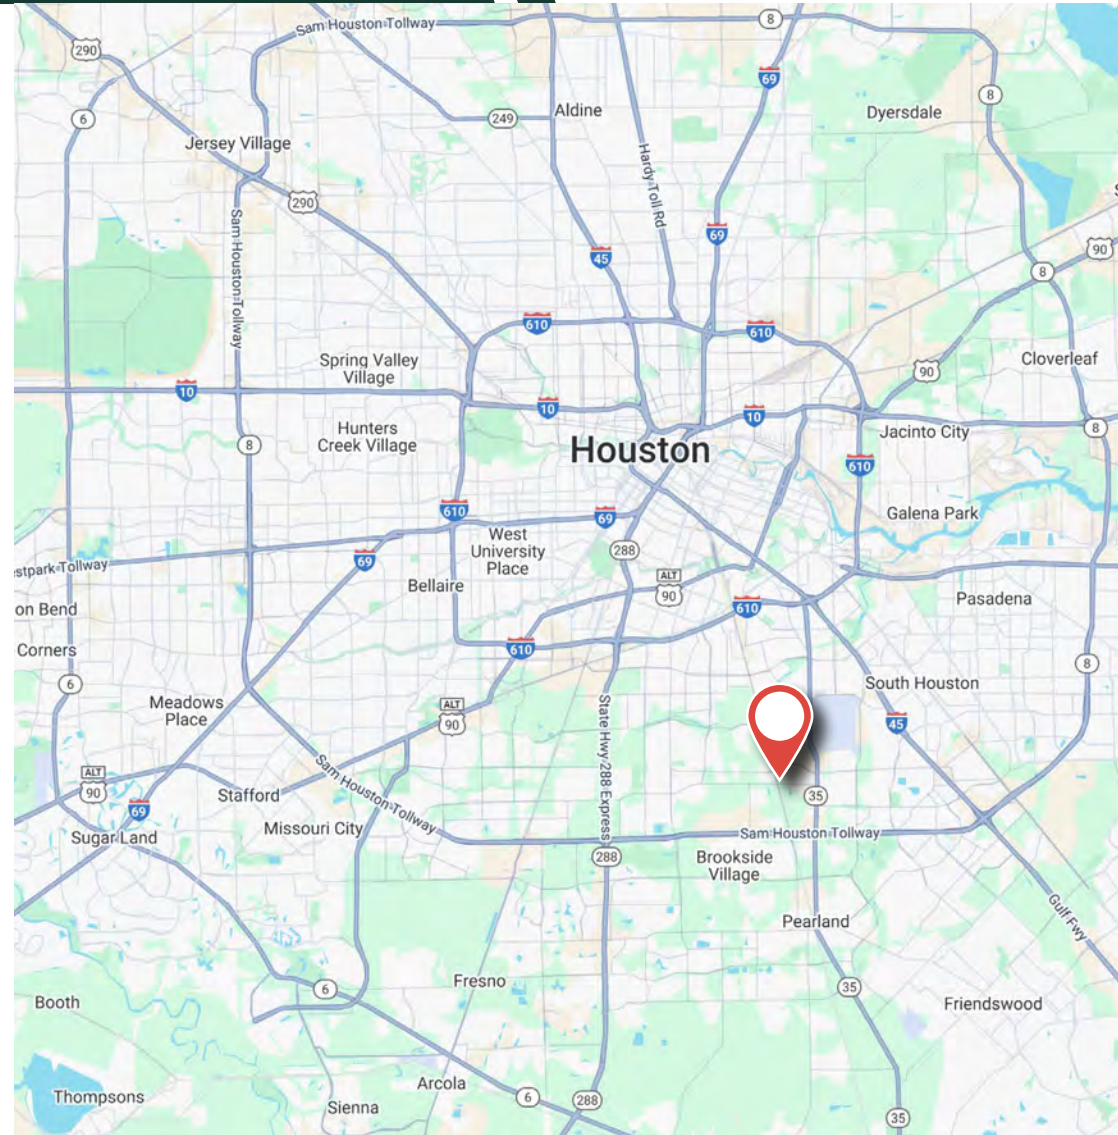 Sam Houston Tollway
8
290
69
8
6
249
Aldine
Dyersdale
Jersey Village
Hardy Toll Rd
290
Sam Houston Tollway
69
45
90
8
610
610
Spring Valley
Village
Cloverleaf
90
10
10
10
Hunters
Creek Village
8
Houston
Jacinto City
8
610
610
69
Galena Park
West
University
Place
288
69
stpark Tollway
Bellaire
ALT
90
on Bend
610
Pasadena
Corners
610
8
6
South Houston
Meadows
Place
ALT
90
State Hwy 288 Express
45
Sam Houston Tollway
ALT
90
69
Stafford
35
Sugar Land
Missouri City
Sam Houston Tollway
288
Brookside
Village
Gulf Fwy
Pearland
Fresno
6
35
Booth
Friendswood
Thompsons
Arcola
6
288
Sienna
35